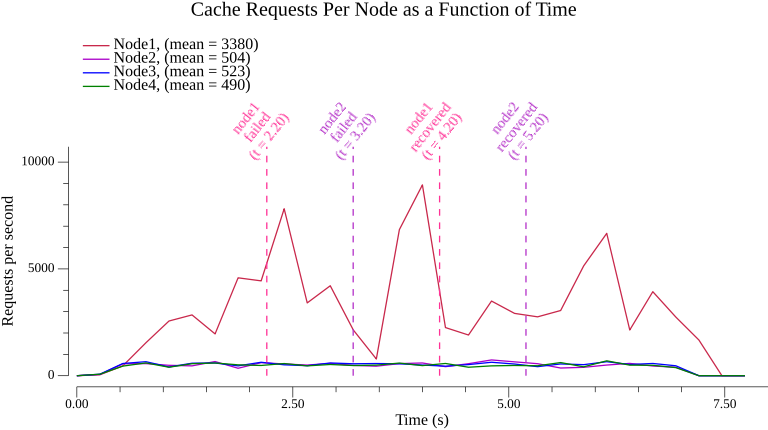 Cache Requests Per Node as a Function of Time
Node1, (mean = 3380)
Node2, (mean = 504)
Node3, (mean = 523)
Node4, (mean = 490)
node1
failed
(t = 2.20)
node2
failed
(t = 3.20)
node1
recovered
(t = 4.20)
node2
recovered
(t = 5.20)
10000
5000
0
Requests per second
0.00
2.50
5.00
7.50
Time (s)